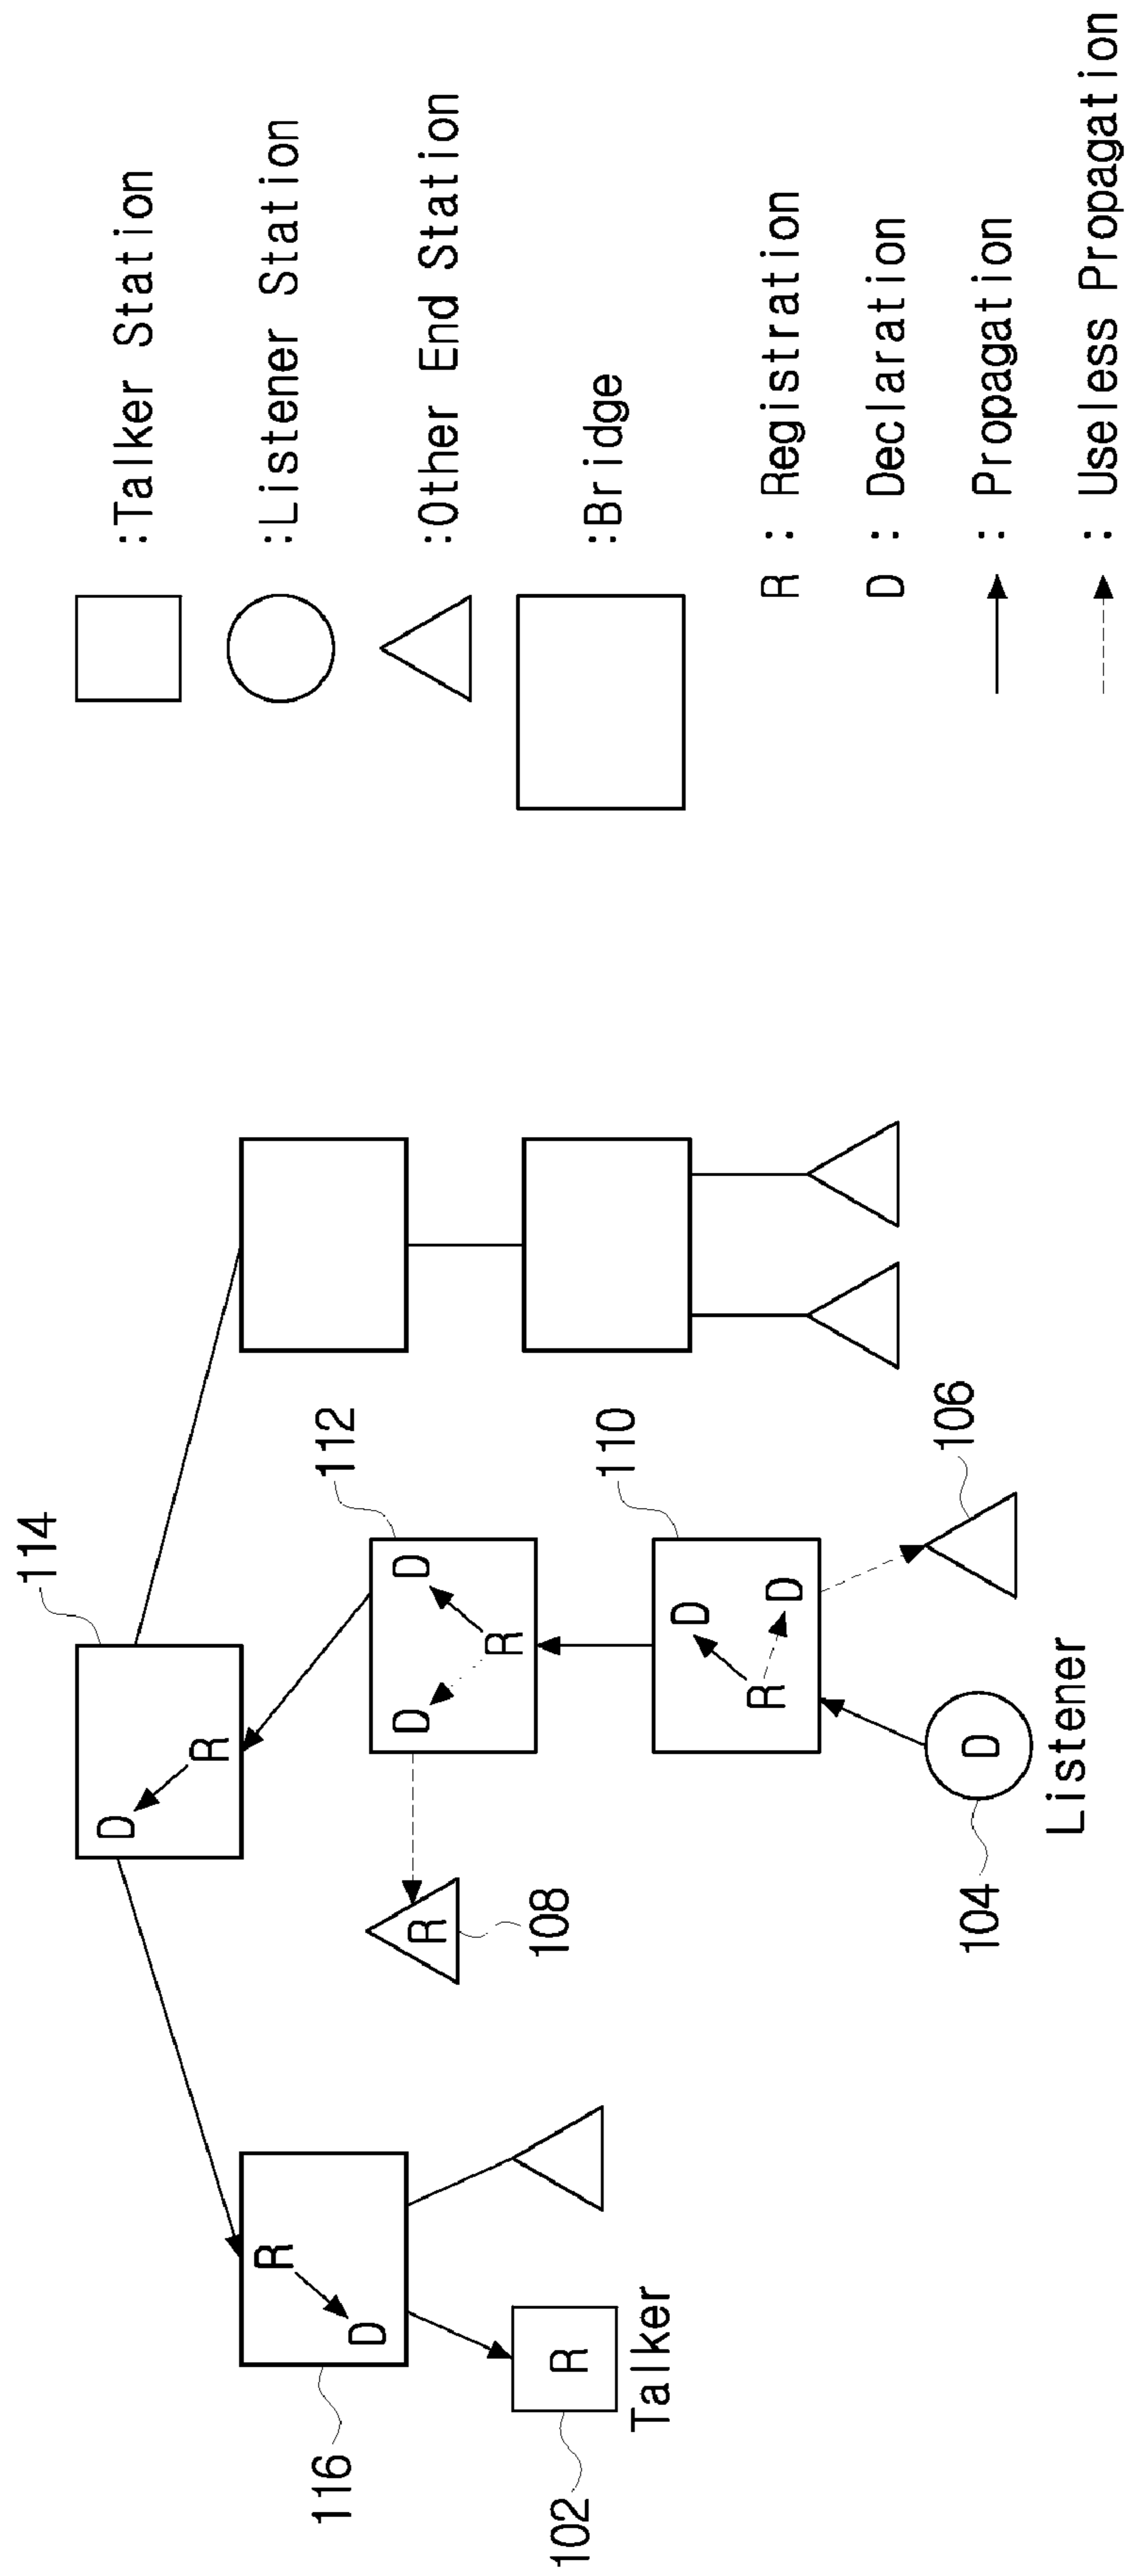 114
112
110
106
D
R
D
D
R
D
D
R
D
Listener
104
R
108
R
D
116
R
Talker
102
:Talker Station
:Listener Station
:Other End Station
:Bridge
R : Registration
D : Declaration
: Propagation
: Useless Propagation